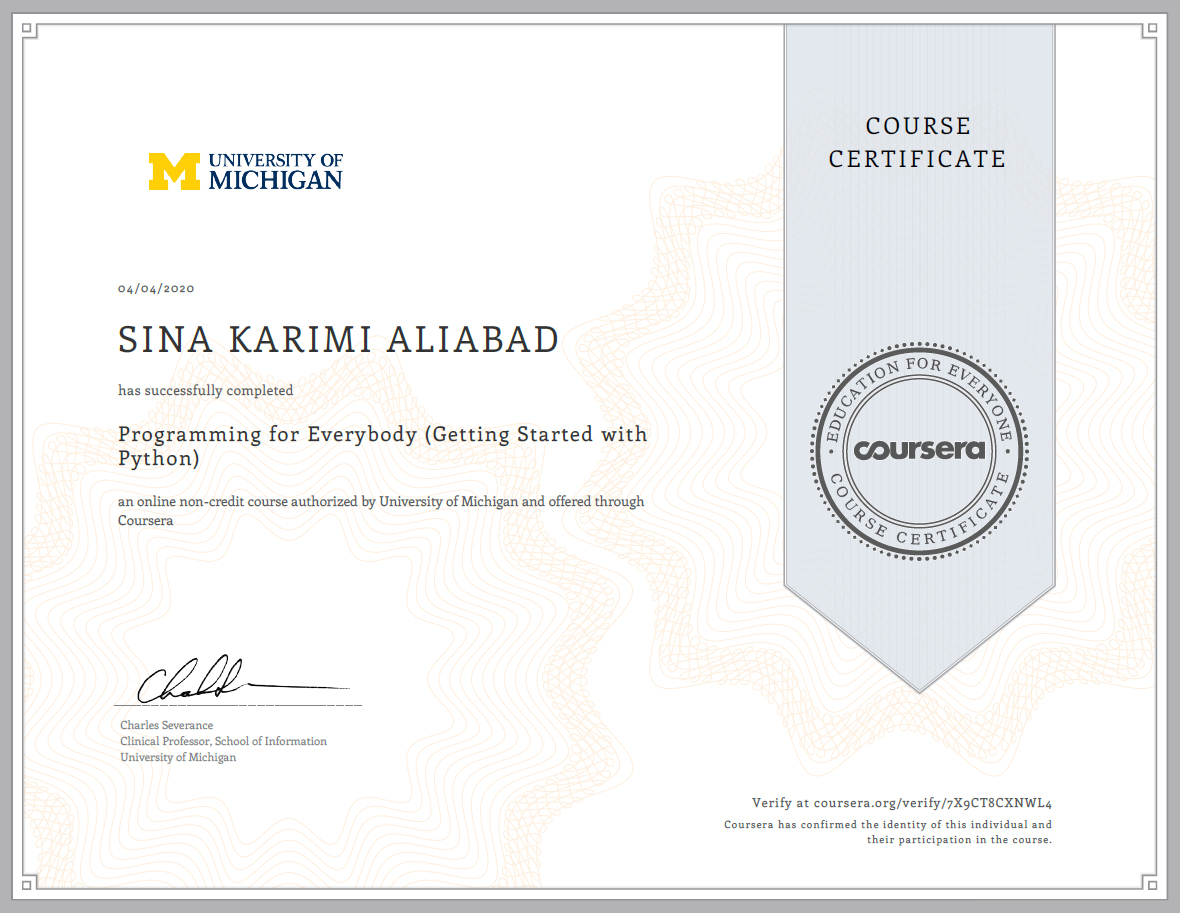 COURSE
CERTIFICATE
M UNIVERSITY OF
MICHIGAN
04/04/2020
SINA KARIMI ALIABAD
has successfully completed
Programming for Everybody (Getting Started with
Python)
an online non-credit course authorized by University of Michigan and offered through
Coursera
EDUCATION FOR EVERYONE
coursera
COURSE CERTIFICATE
Charles Severance
Clinical Professor, School of Information
University of Michigan
Verify at coursera.org/verify/7X9CT8CXNWL4
Coursera has confirmed the identity of this individual and
their participation in the course.